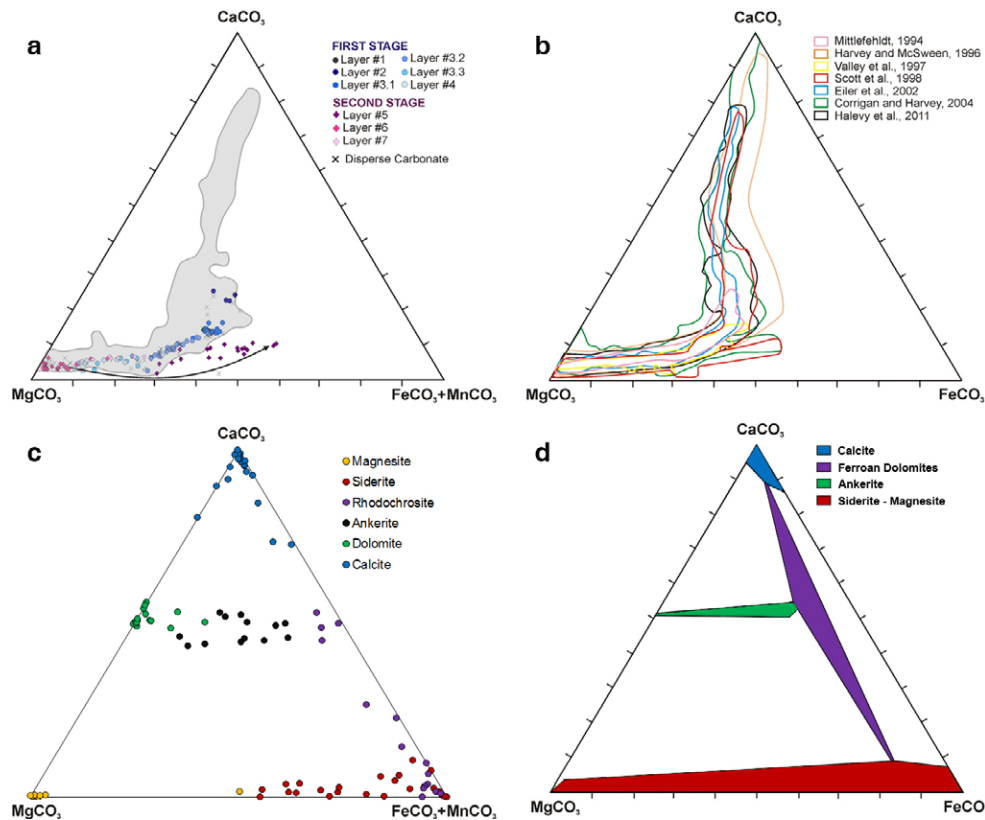 a
CaCO₃
FIRST STAGE
Layer #1
Layer #3.2
Layer #2
Layer #3.3
Layer #3.1
Layer #4
SECOND STAGE
Layer #5
Layer #6
Layer #7
Disperse Carbonate
MgCO₃
FeCO₃+MnCO₃
b
CaCO₃
Mittlefehldt, 1994
Harvey and McSween, 1996
Valley et al., 1997
Scott et al., 1998
Eiler et al., 2002
Corrigan and Harvey, 2004
Halevy et al., 2011
MgCO₃
FeCO₃
c
CaCO₃
Magnesite
Siderite
Rhodochrosite
Ankerite
Dolomite
Calcite
MgCO₃
FeCO₃+MnCO₃
d
CaCO₃
Calcite
Ferroan Dolomites
Ankerite
Siderite - Magnesite
MgCO₃
FeCO